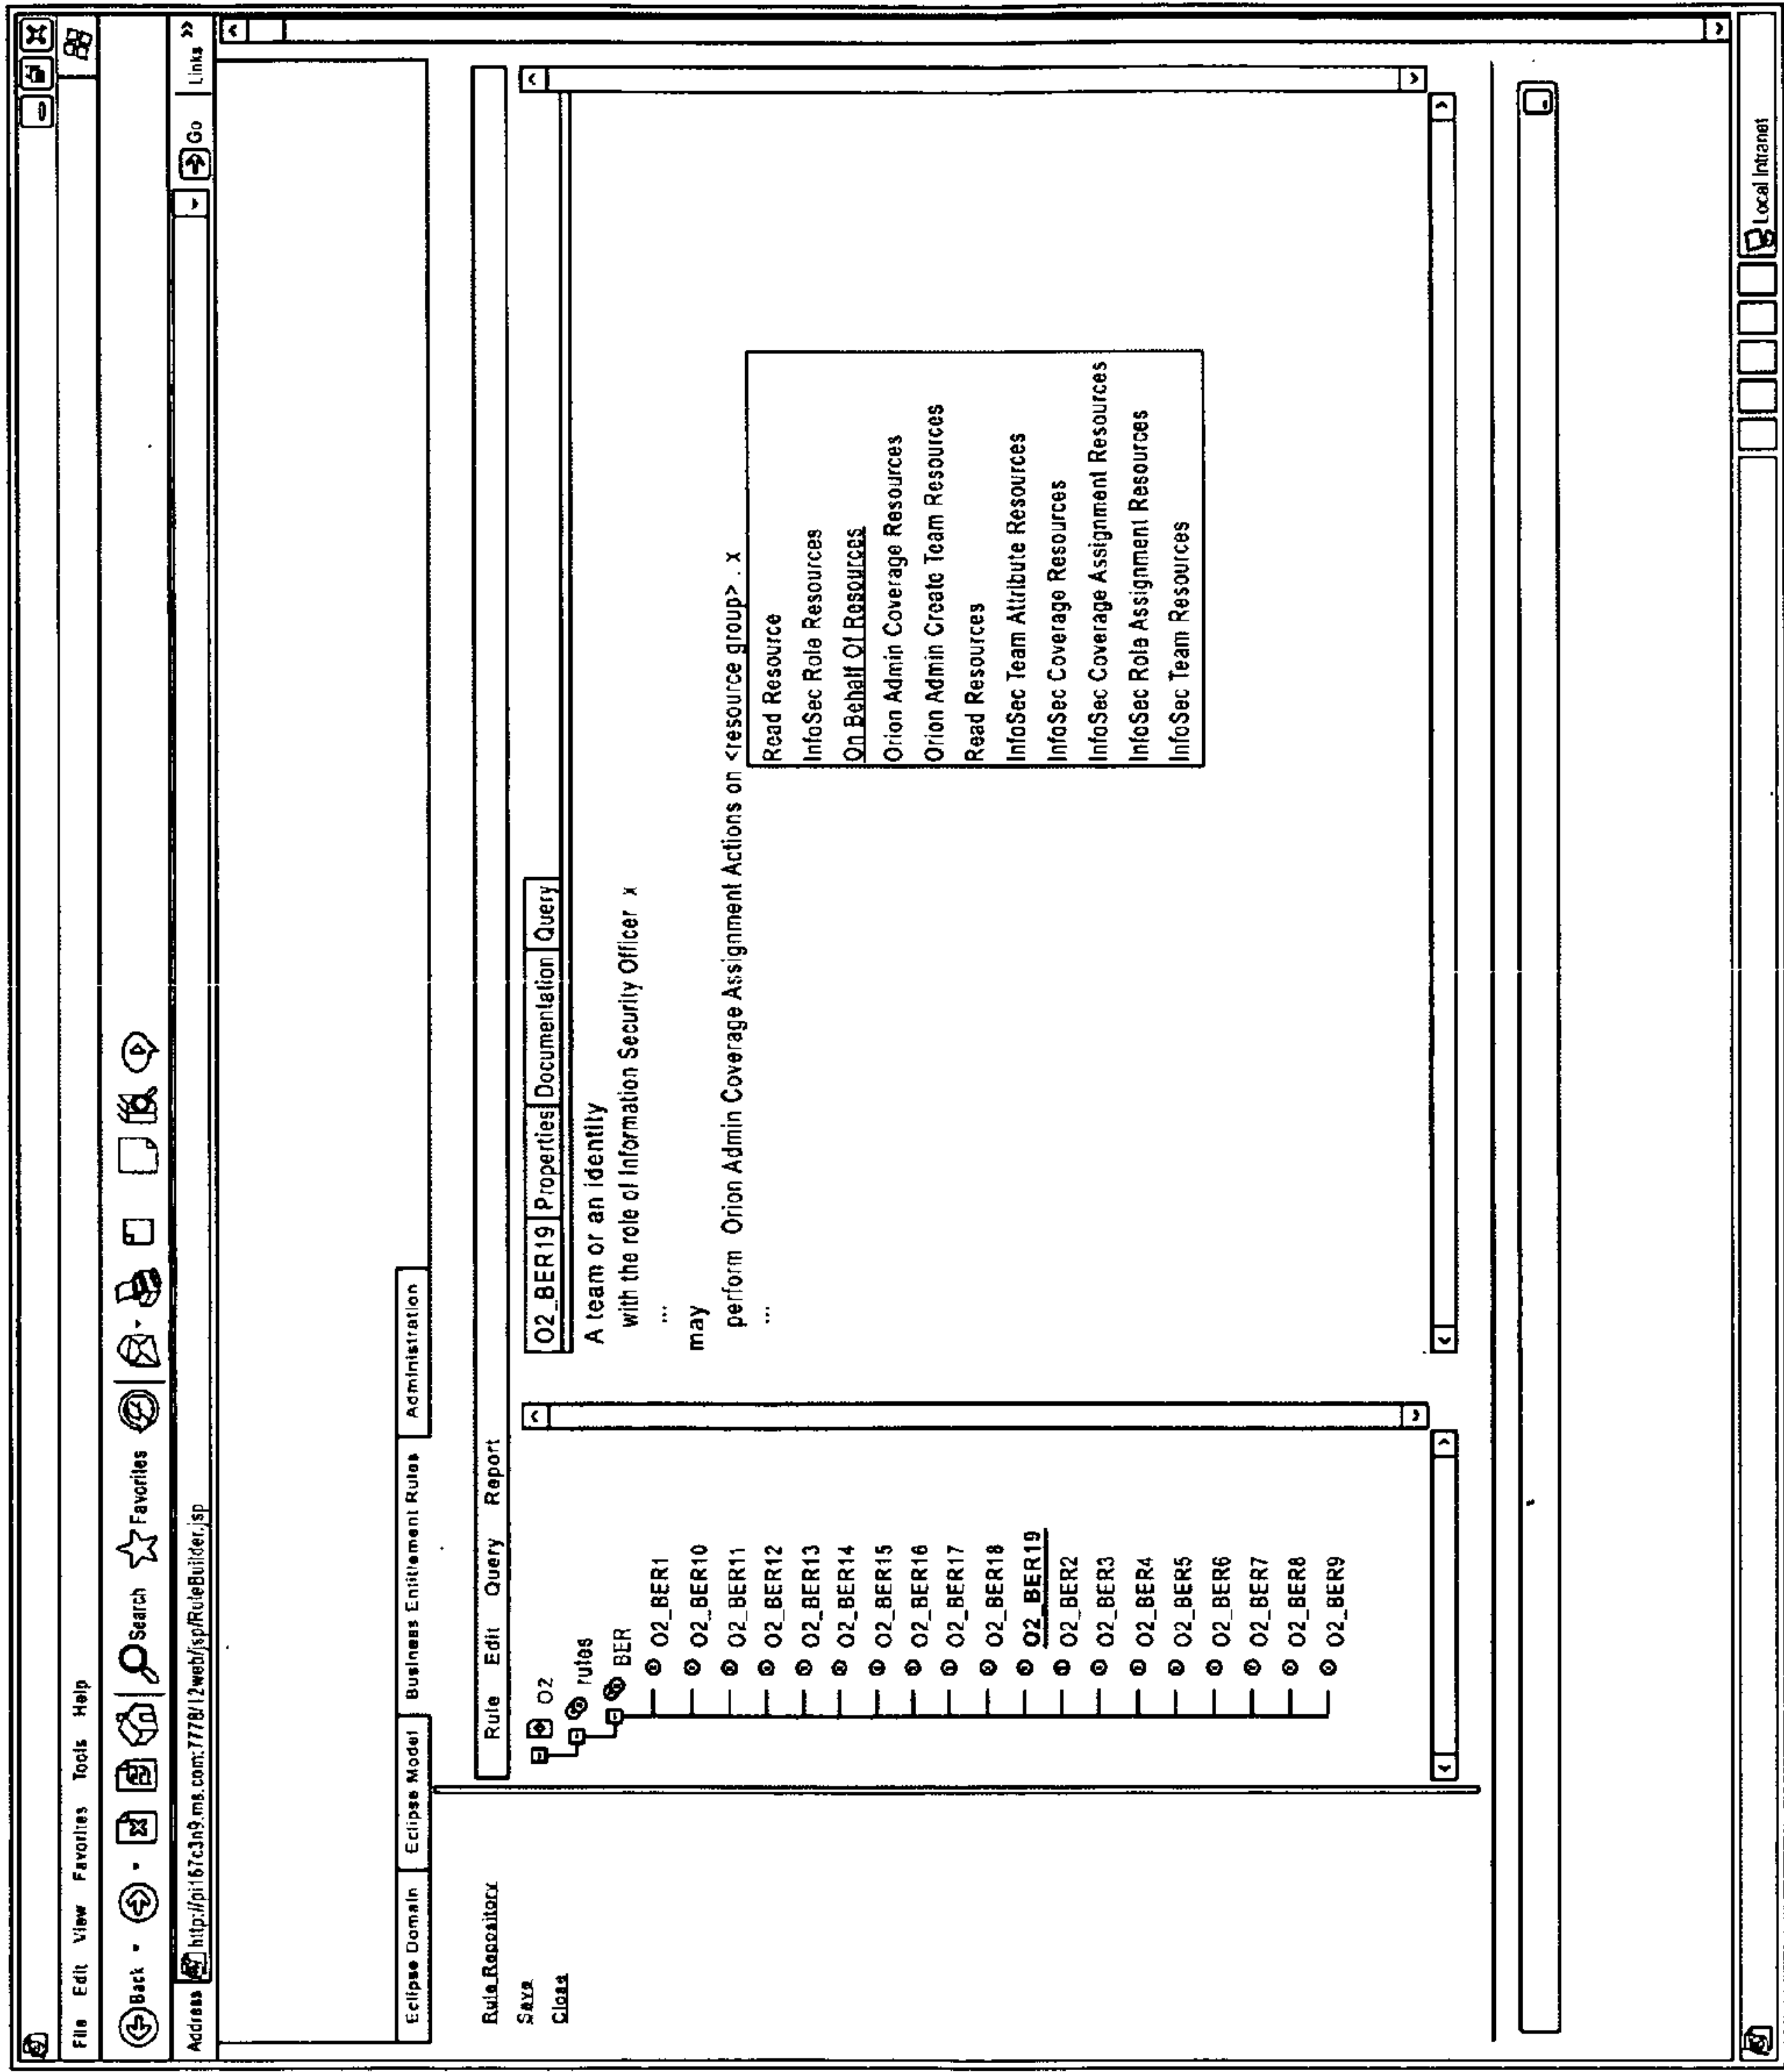 File Edit View Favorites Tools Help
Back Search Favorites
Address http://pi167c3n9.ms.com:7778/12web/jsp/RuleBuilder.jsp Go Links »
Eclipse Domain Eclipse Model Business Entitlement Rules Administration
Rule Repository
Save
Close
Rule Edit Query Report
O2
rules
BER
O2_BER1
O2_BER10
O2_BER11
O2_BER12
O2_BER13
O2_BER14
O2_BER15
O2_BER16
O2_BER17
O2_BER18
O2_BER19
O2_BER2
O2_BER3
O2_BER4
O2_BER5
O2_BER6
O2_BER7
O2_BER8
O2_BER9
O2_BER19 Properties Documentation Query
A team or an identity
with the role of Information Security Officer x
...
may
perform Orion Admin Coverage Assignment Actions on <resource group> . x
...
Read Resource
InfoSec Role Resources
On Behalf Of Resources
Orion Admin Coverage Resources
Orion Admin Create Team Resources
Read Resources
InfoSec Team Attribute Resources
InfoSec Coverage Resources
InfoSec Coverage Assignment Resources
InfoSec Role Assignment Resources
InfoSec Team Resources
Local Intranet